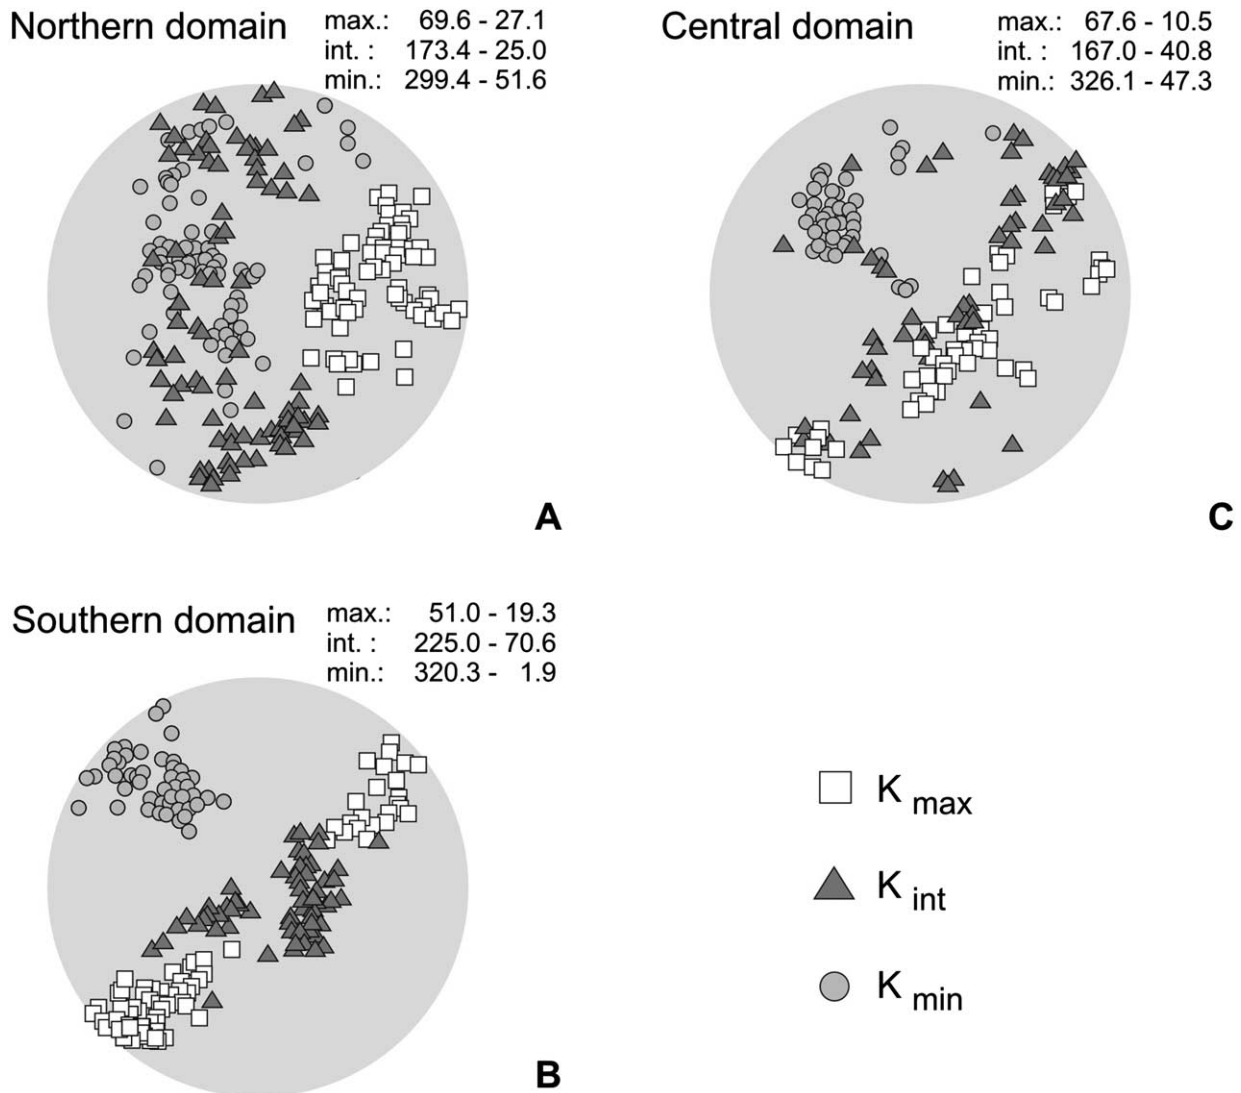 Northern domain
max.: 69.6 - 27.1
int. : 173.4 - 25.0
min.: 299.4 - 51.6
A
Central domain
max.: 67.6 - 10.5
int. : 167.0 - 40.8
min.: 326.1 - 47.3
C
Southern domain
max.: 51.0 - 19.3
int. : 225.0 - 70.6
min.: 320.3 - 1.9
B
K max
K int
K min